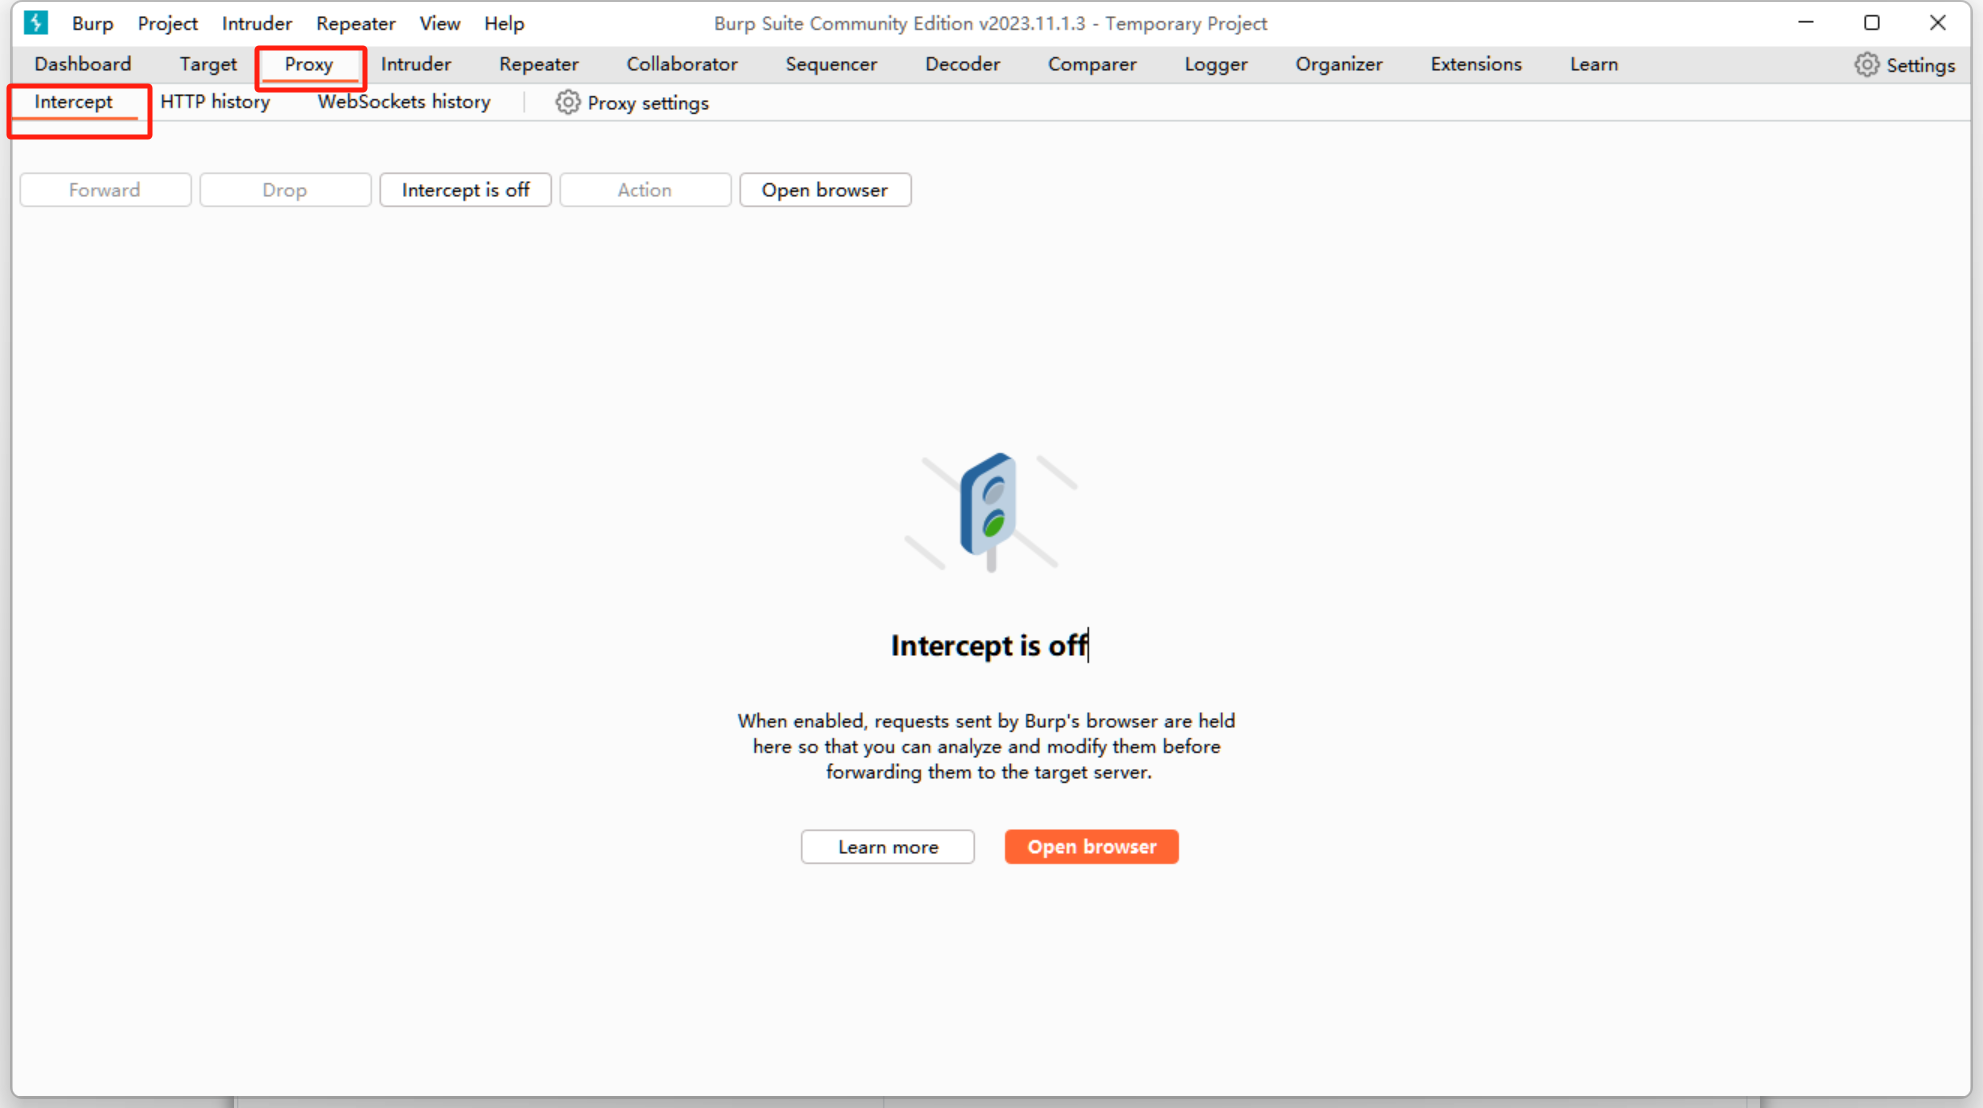 Burp Project Intruder Repeater View Help Burp Suite Community Edition v2023.11.1.3 - Temporary Project
Dashboard Target Proxy Intruder Repeater Collaborator Sequencer Decoder Comparer Logger Organizer Extensions Learn Settings
Intercept HTTP history WebSockets history Proxy settings
Forward Drop Intercept is off Action Open browser
Intercept is off
When enabled, requests sent by Burp's browser are held
here so that you can analyze and modify them before
forwarding them to the target server.
Learn more Open browser